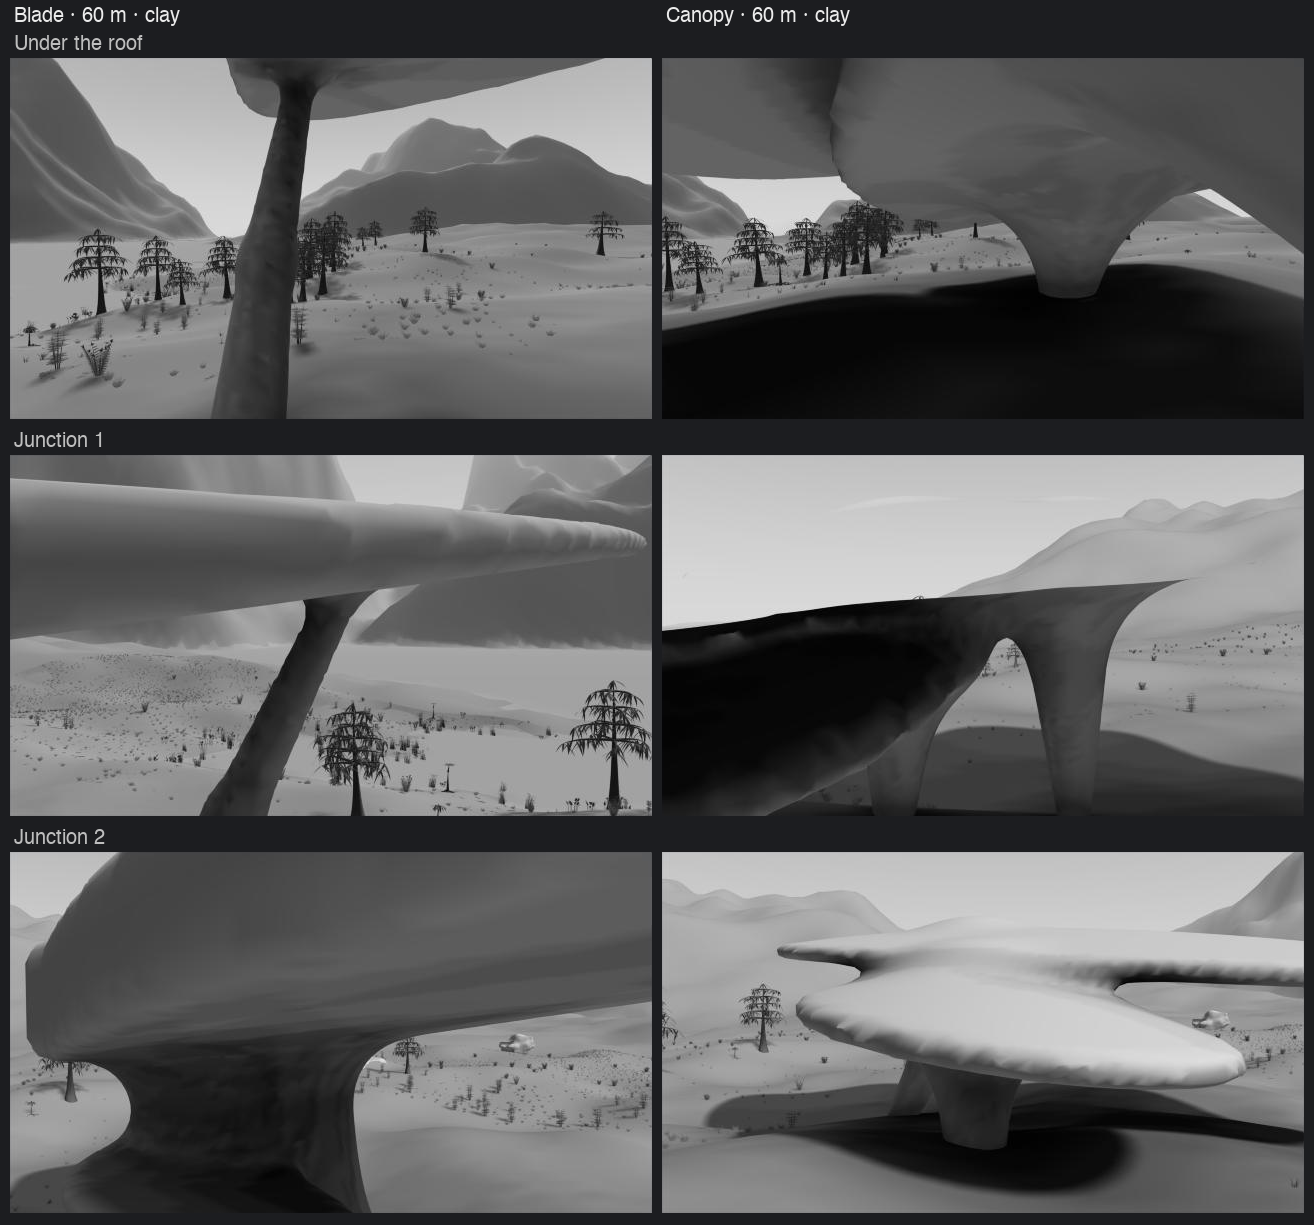 Blade · 60 m · clay
Canopy · 60 m · clay
Under the roof
Junction 1
Junction 2